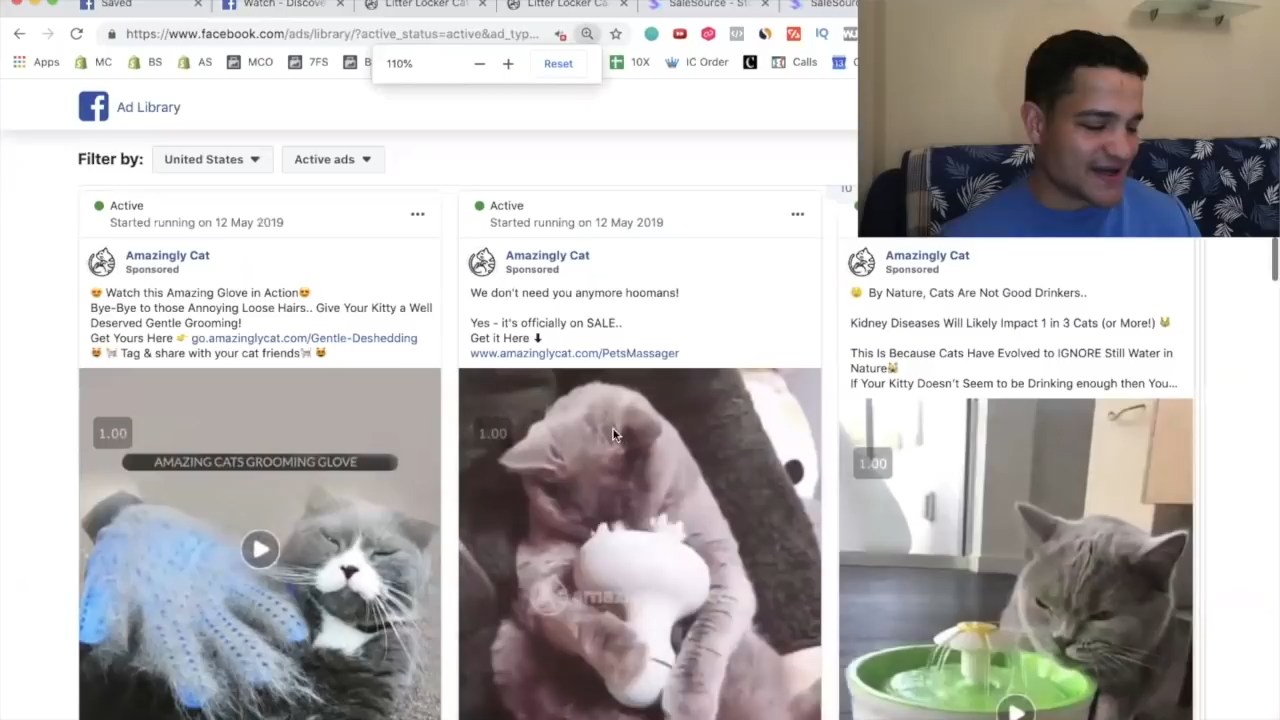 Saved
Watch - Discove
Litter Locker Ca
Litter Locker Ca
SaleSource - St
SaleSour
https://www.facebook.com/ads/library/?active_status=active&ad_typ...
IQ
Apps
MC
BS
AS
MCO
7FS
B
110%
Reset
10X
IC Order
Calls
Ad Library
Filter by:
United States
Active ads
10
Active
Started running on 12 May 2019
Amazingly Cat
Sponsored
😍 Watch this Amazing Glove in Action😍
Bye-Bye to those Annoying Loose Hairs.. Give Your Kitty a Well
Deserved Gentle Grooming!
Get Yours Here 👉 go.amazinglycat.com/Gentle-Deshedding
Tag & share with your cat friends
1.00
AMAZING CATS GROOMING GLOVE
Active
Started running on 12 May 2019
Amazingly Cat
Sponsored
We don't need you anymore hoomans!
Yes - it's officially on SALE..
Get it Here ⬇
www.amazinglycat.com/PetsMassager
1.00
Amazingly Cat
Sponsored
By Nature, Cats Are Not Good Drinkers..
Kidney Diseases Will Likely Impact 1 in 3 Cats (or More!)
This Is Because Cats Have Evolved to IGNORE Still Water in
Nature
If Your Kitty Doesn't Seem to be Drinking enough then You...
1.00